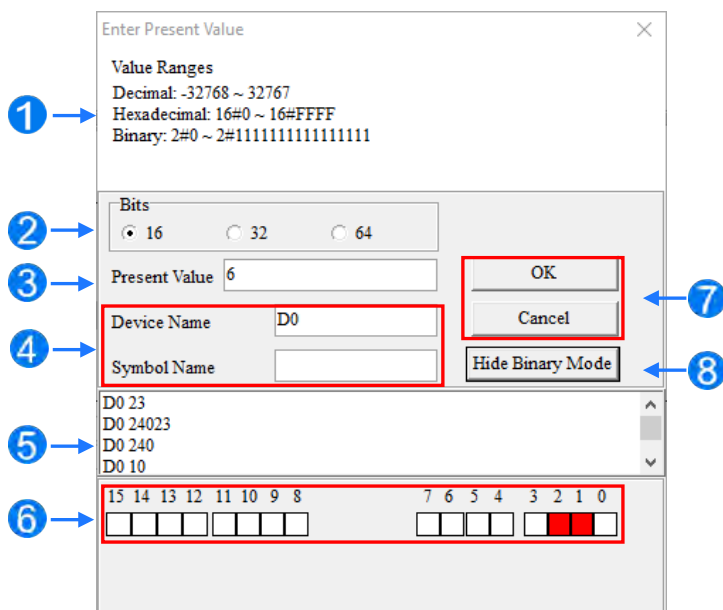 Enter Present Value
Value Ranges
Decimal: -32768 ~ 32767
1
Hexadecimal: 16#0 ~ 16#FFFF
Binary: 2#0 ~ 2#1111111111111111
Bits
2
16 32 64
3
Present Value 6
OK
7
Device Name D0
Cancel
4
Symbol Name
Hide Binary Mode
8
D0 23
D0 24023
5
D0 240
D0 10
15 14 13 12 11 10 9 8 7 6 5 4 3 2 1 0
6